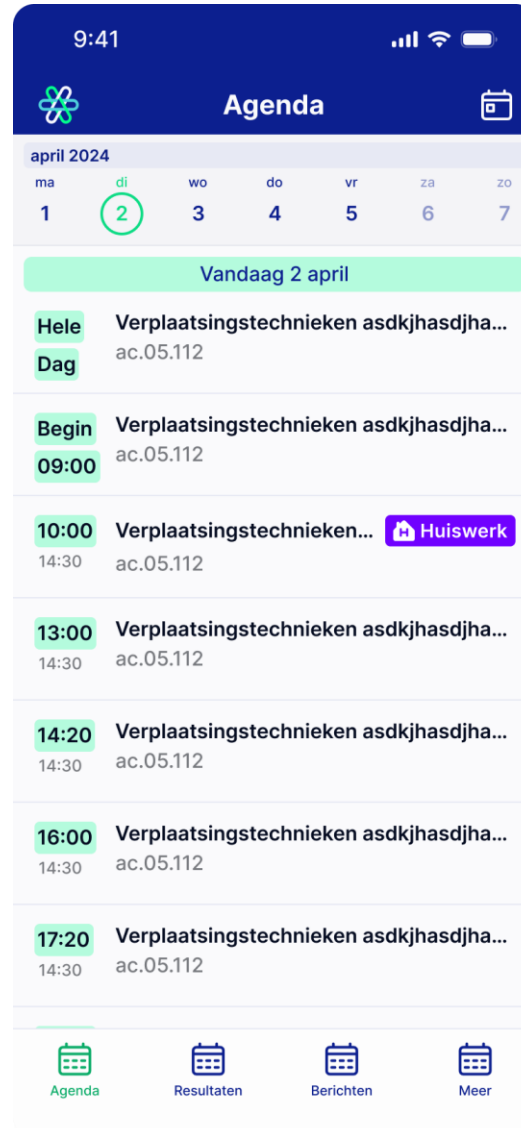 9:41
Agenda
april 2024
ma di wo do vr za zo
1 2 3 4 5 6 7
Vandaag 2 april
Hele Verplaatsingstechnieken asdkjhasdjha...
Dag ac.05.112
Begin Verplaatsingstechnieken asdkjhasdjha...
09:00 ac.05.112
10:00 Verplaatsingstechnieken... Huiswerk
14:30 ac.05.112
13:00 Verplaatsingstechnieken asdkjhasdjha...
14:30 ac.05.112
14:20 Verplaatsingstechnieken asdkjhasdjha...
14:30 ac.05.112
16:00 Verplaatsingstechnieken asdkjhasdjha...
14:30 ac.05.112
17:20 Verplaatsingstechnieken asdkjhasdjha...
14:30 ac.05.112
Agenda Resultaten Berichten Meer